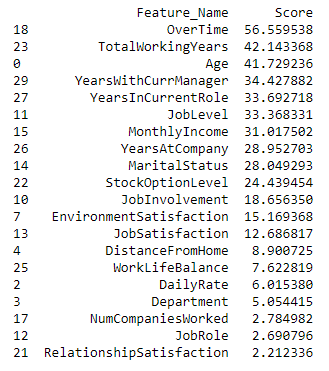 Feature_Name Score
18 OverTime 56.559538
23 TotalWorkingYears 42.143368
0 Age 41.729236
29 YearsWithCurrManager 34.427882
27 YearsInCurrentRole 33.692718
11 JobLevel 33.368331
15 MonthlyIncome 31.017502
26 YearsAtCompany 28.952703
14 MaritalStatus 28.049293
22 StockOptionLevel 24.439454
10 JobInvolvement 18.656350
7 EnvironmentSatisfaction 15.169368
13 JobSatisfaction 12.686817
4 DistanceFromHome 8.900725
25 WorkLifeBalance 7.622819
2 DailyRate 6.015380
3 Department 5.054415
17 NumCompaniesWorked 2.784982
12 JobRole 2.690796
21 RelationshipSatisfaction 2.212336